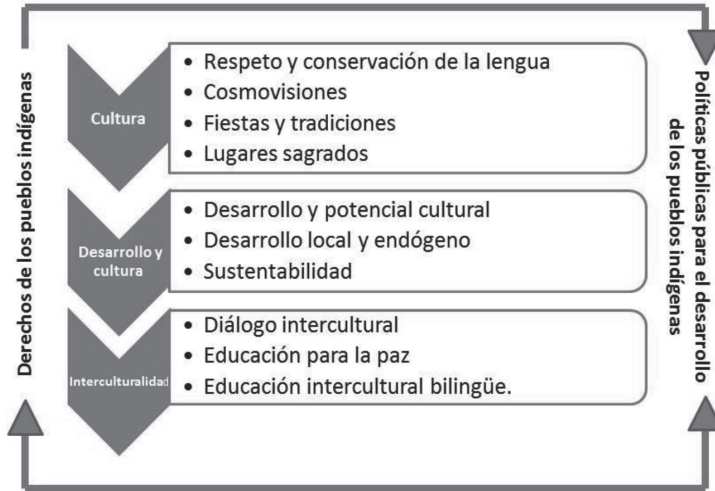 Derechos de los pueblos indígenas
Cultura
• Respeto y conservación de la lengua
• Cosmovisiones
• Fiestas y tradiciones
• Lugares sagrados
Desarrollo y
cultura
• Desarrollo y potencial cultural
• Desarrollo local y endógeno
• Sustentabilidad
Interculturalidad
• Diálogo intercultural
• Educación para la paz
• Educación intercultural bilingüe.
Políticas públicas para el desarrollo
de los pueblos indígenas